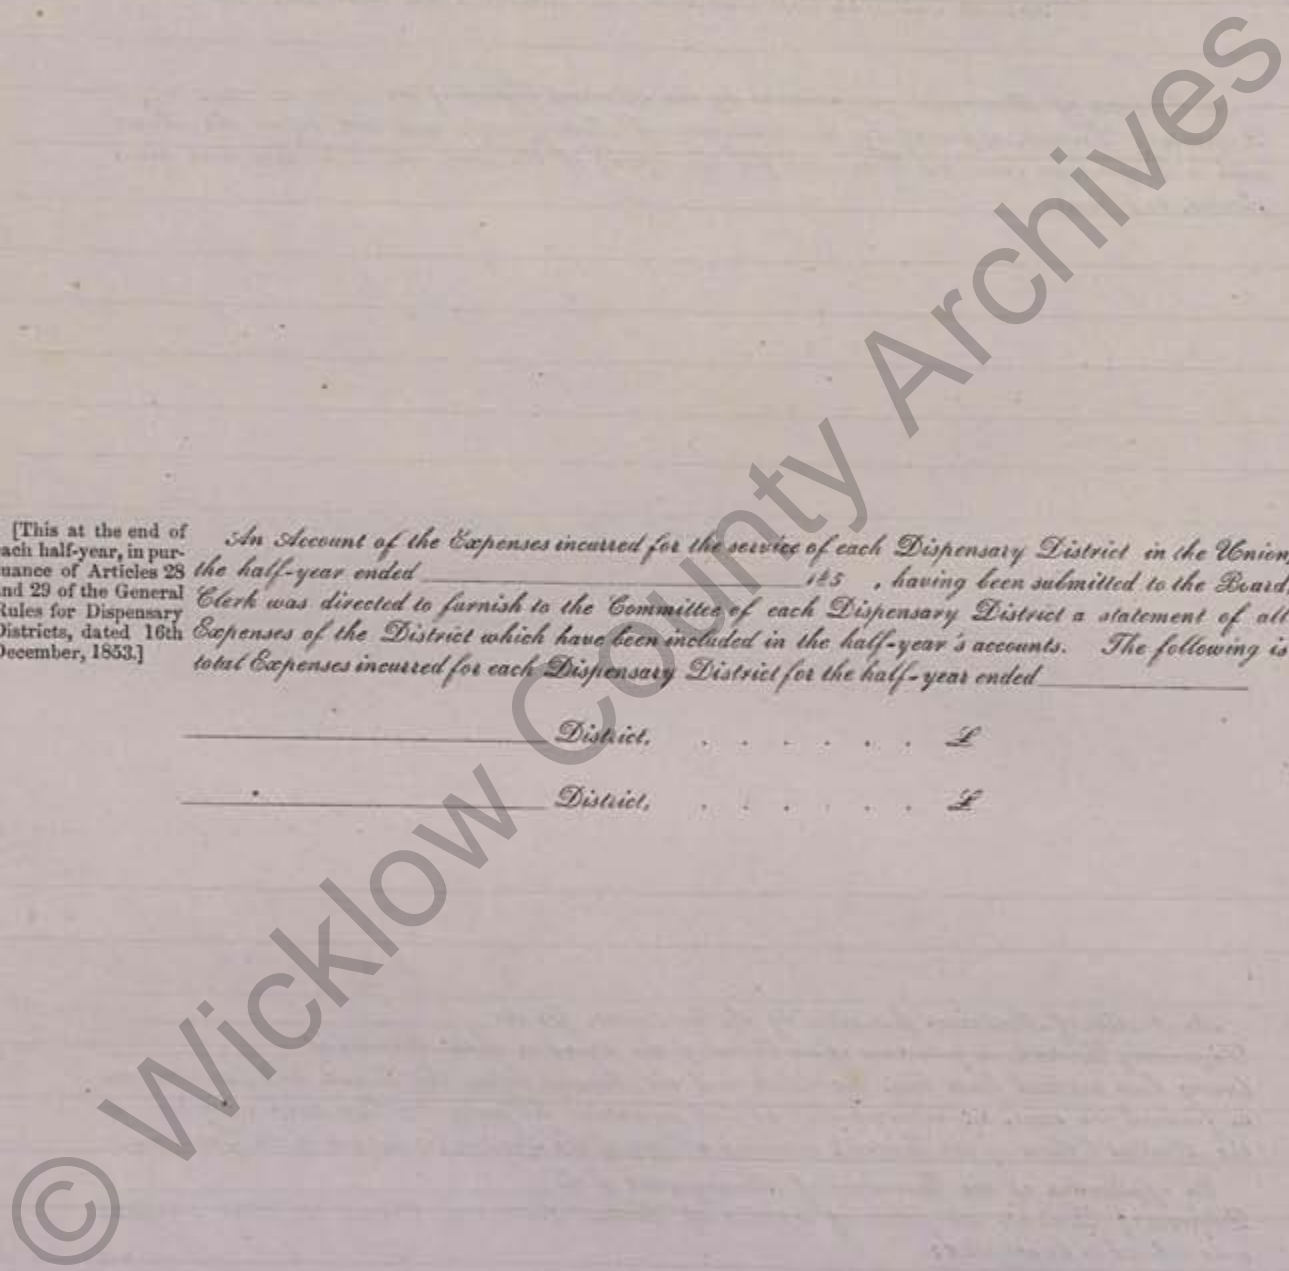 [This at the end of
ach half-year, in pur-
uance of Articles 28
nd 29 of the General
Rules for Dispensary
Districts, dated 16th
December, 1853.]
An Account of the Expenses incurred for the service of each Dispensary District in the Union,
the half-year ended 185 , having been submitted to the Board,
Clerk was directed to furnish to the Committee of each Dispensary District a statement of all
Expenses of the District which have been included in the half-year's accounts. The following is
total Expenses incurred for each Dispensary District for the half-year ended
District, . . . . . . £
District, . . . . . . £
© Wicklow County Archives